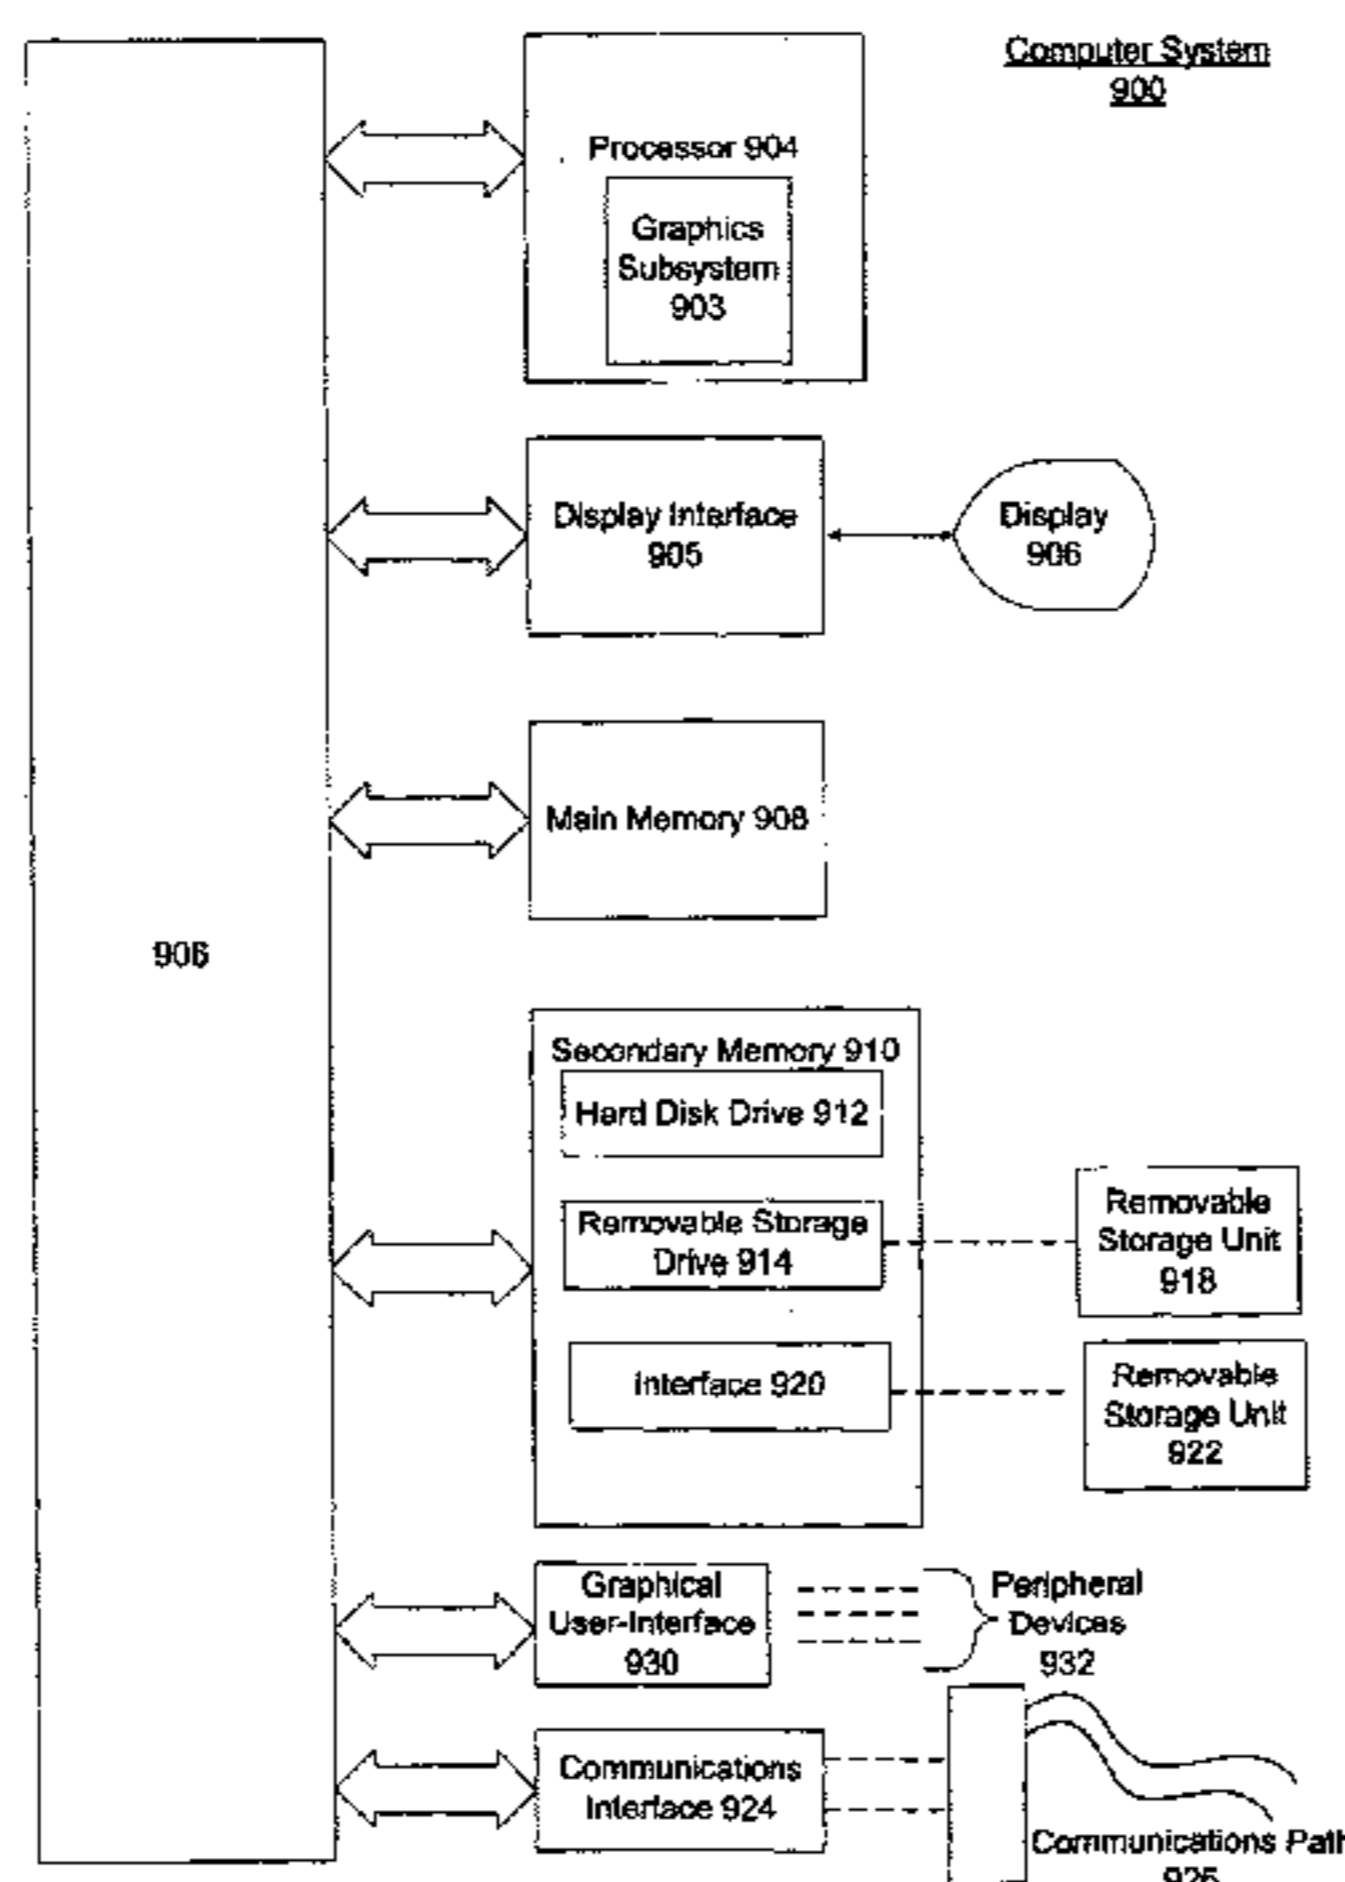 Computer System
900
Processor 904
Graphics
Subsystem
903
Display Interface
905
Display
906
Main Memory 908
906
Secondary Memory 910
Hard Disk Drive 912
Removable Storage
Drive 914
Removable
Storage Unit
918
Interface 920
Removable
Storage Unit
922
Graphical
User-Interface
930
Peripheral
Devices
932
Communications
Interface 924
Communications Path